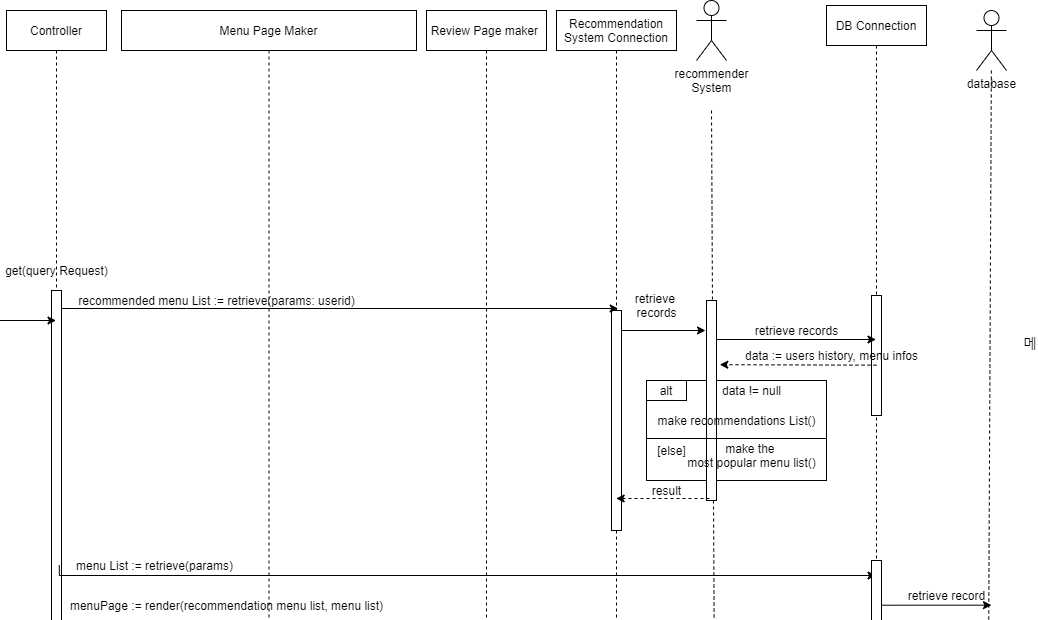 Controller
Menu Page Maker
Review Page maker
Recommendation
System Connection
recommender
System
DB Connection
database
get(query Request)
recommended menu List := retrieve(params: userid)
retrieve
records
retrieve records
data := users history, menu infos
alt
data != null
make recommendations List()
[else]
make the
most popular menu list()
result
menu List := retrieve(params)
retrieve record
menuPage := render(recommendation menu list, menu list)